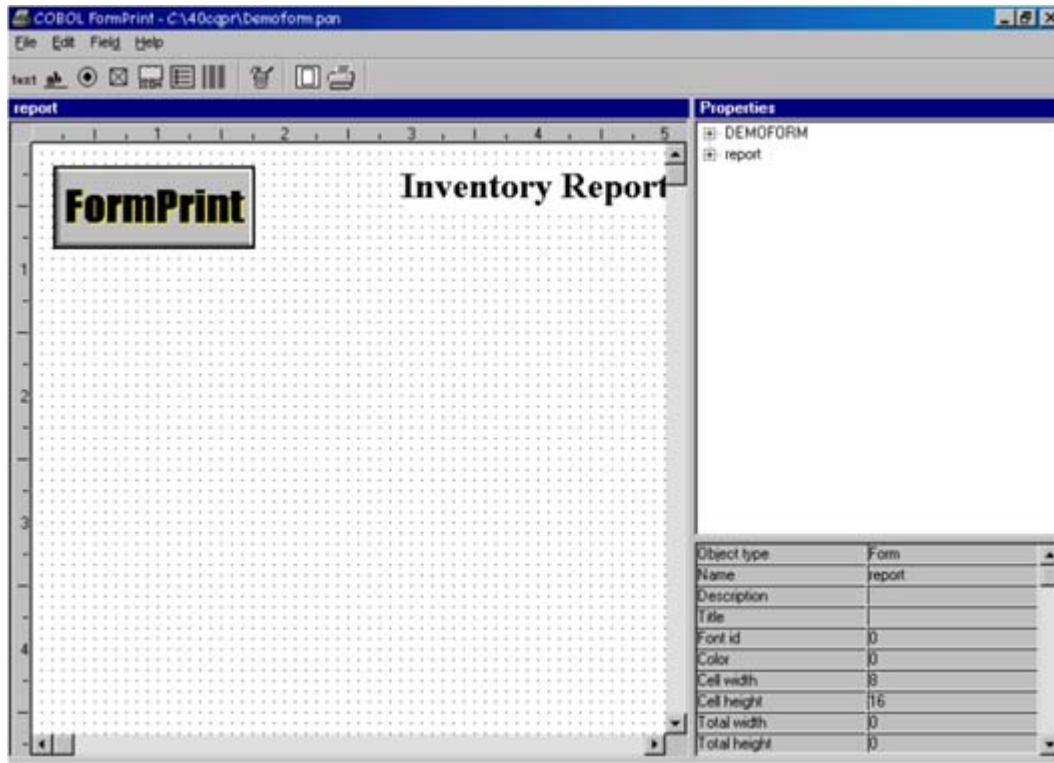 COBOL FormPrint - C:\40cqpr\Demoform.pan
File Edit Field Help
text ab
report
Properties
1 2 3 4 5
DEMOFORM
report
FormPrint
Inventory Report
1
2
3
4
Object type Form
Name report
Description
Title
Font id 0
Color 0
Cell width 8
Cell height 16
Total width 0
Total height 0